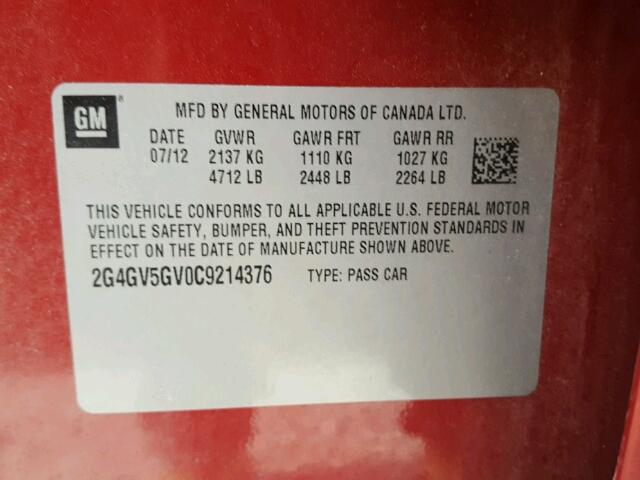 GM®
MFD BY GENERAL MOTORS OF CANADA LTD.
DATE GVWR GAWR FRT GAWR RR
07/12 2137 KG 1110 KG 1027 KG
4712 LB 2448 LB 2264 LB
THIS VEHICLE CONFORMS TO ALL APPLICABLE U.S. FEDERAL MOTOR
VEHICLE SAFETY, BUMPER, AND THEFT PREVENTION STANDARDS IN
EFFECT ON THE DATE OF MANUFACTURE SHOWN ABOVE.
2G4GV5GV0C9214376 TYPE: PASS CAR